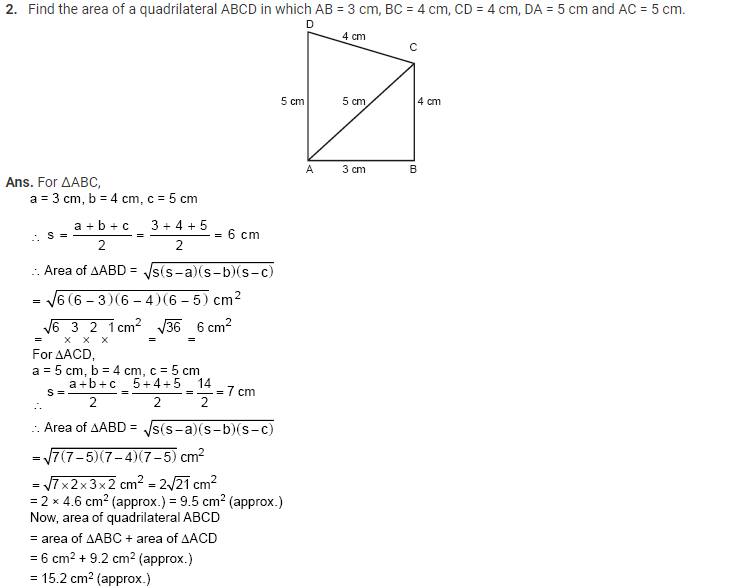 2. Find the area of a quadrilateral ABCD in which AB = 3 cm, BC = 4 cm, CD = 4 cm, DA = 5 cm and AC = 5 cm.
D
4 cm
C
5 cm
5 cm
4 cm
A
3 cm
B
Ans. For ΔABC,
a = 3 cm, b = 4 cm, c = 5 cm
∴ s = (a + b + c)/2 = (3 + 4 + 5)/2 = 6 cm
∴ Area of ΔABD = √(s(s–a)(s–b)(s–c))
= √(6(6 – 3)(6 – 4)(6 – 5)) cm²
= √(6 × 3 × 2 × 1) cm² = √36 = 6 cm²
For ΔACD,
a = 5 cm, b = 4 cm, c = 5 cm
∴ s = (a+b+c)/2 = (5+4+5)/2 = 14/2 = 7 cm
∴ Area of ΔABD = √(s(s–a)(s–b)(s–c))
= √(7(7–5)(7–4)(7–5)) cm²
= √(7×2×3×2) cm² = 2√21 cm²
= 2 × 4.6 cm² (approx.) = 9.5 cm² (approx.)
Now, area of quadrilateral ABCD
= area of ΔABC + area of ΔACD
= 6 cm² + 9.2 cm² (approx.)
= 15.2 cm² (approx.)